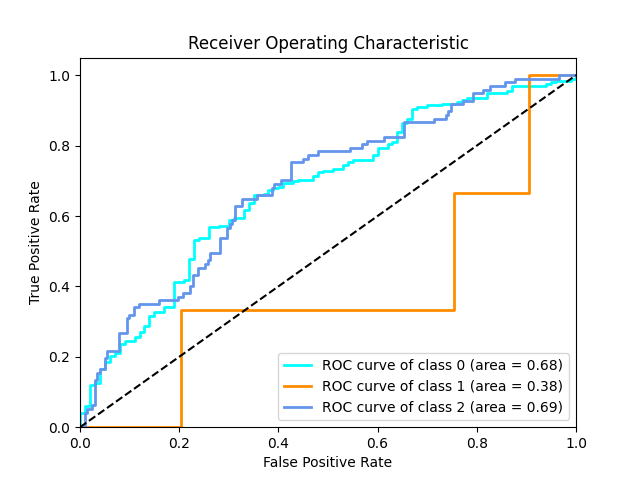 Receiver Operating Characteristic
True Positive Rate
1.0
0.8
0.6
0.4
0.2
0.0
0.0 0.2 0.4 0.6 0.8 1.0
False Positive Rate
ROC curve of class 0 (area = 0.68)
ROC curve of class 1 (area = 0.38)
ROC curve of class 2 (area = 0.69)